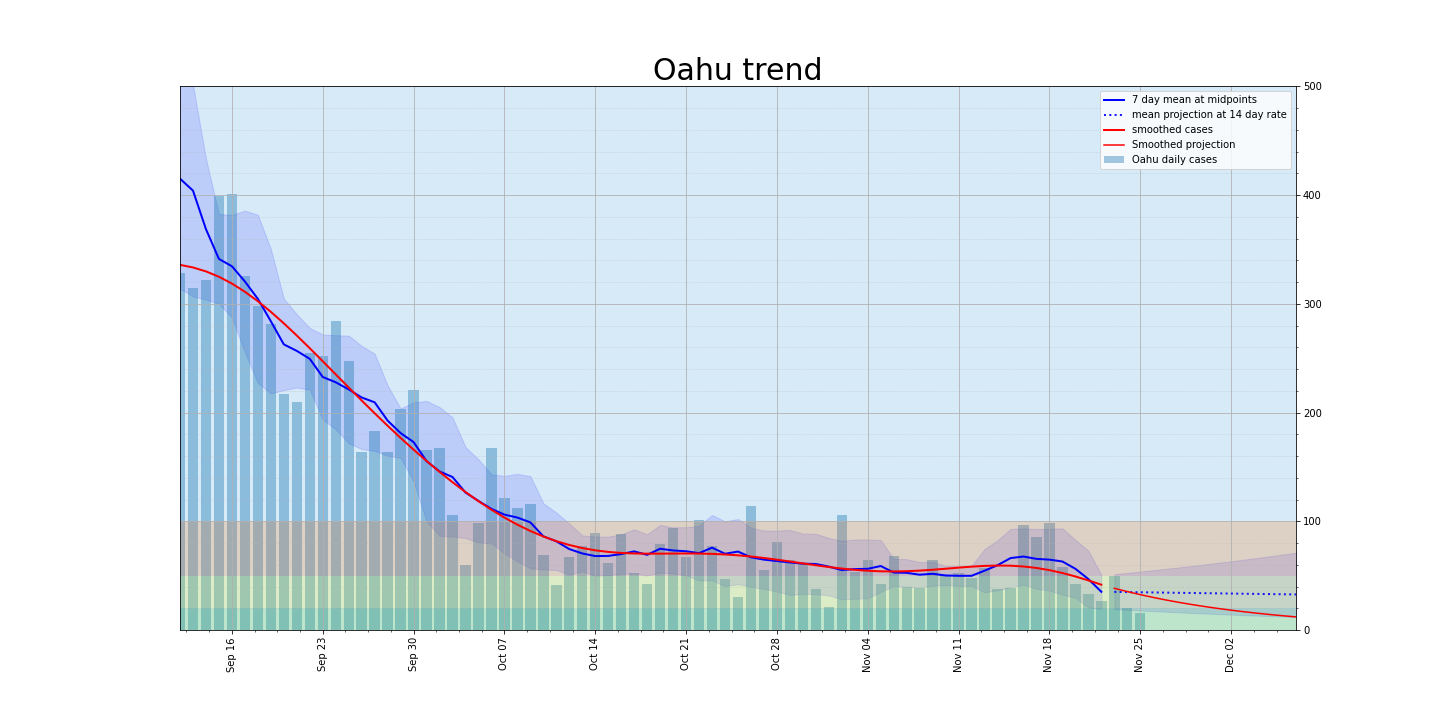 Oahu trend
7 day mean at midpoints
mean projection at 14 day rate
smoothed cases
Smoothed projection
Oahu daily cases
500
400
300
200
100
0
Sep 16
Sep 23
Sep 30
Oct 07
Oct 14
Oct 21
Oct 28
Nov 04
Nov 11
Nov 18
Nov 25
Dec 02